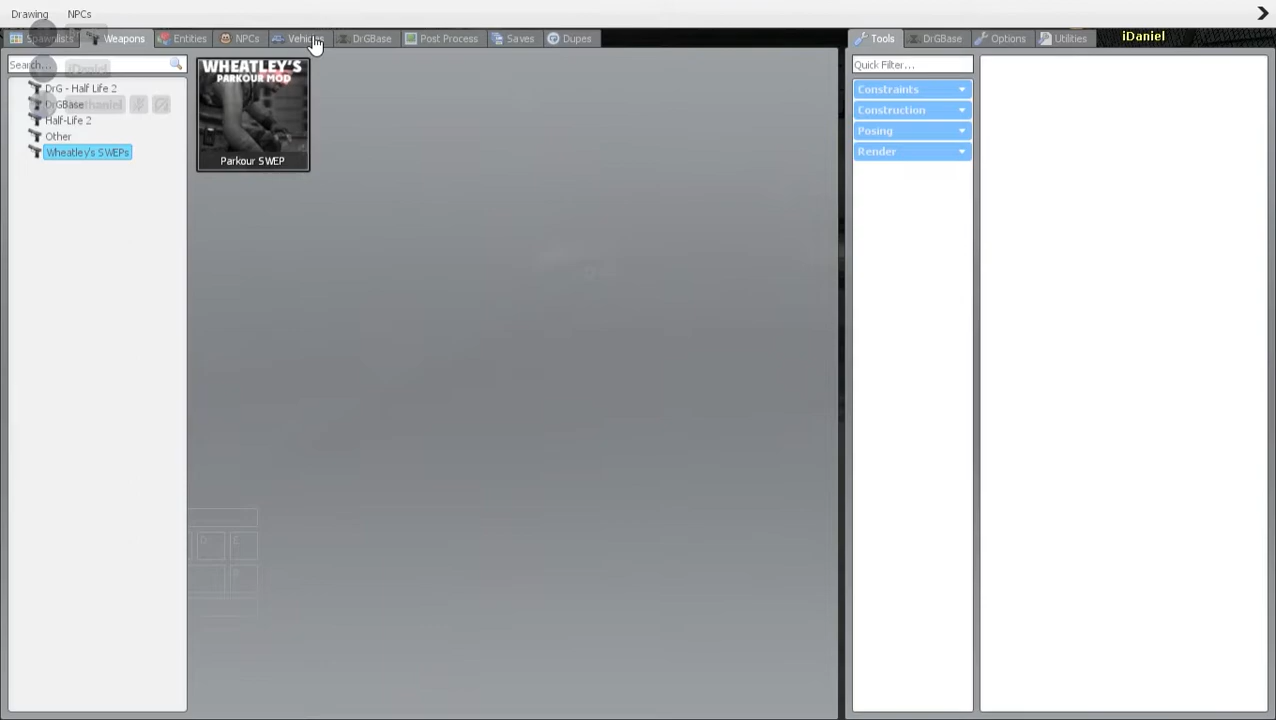 Drawing NPCs
Spawnlists Weapons Entities NPCs Vehicles DrGBase Post Process Saves Dupes
Tools DrGBase Options Utilities iDaniel
Search...
iDaniel
DrG - Half Life 2
DrGBase
Half-Life 2
Other
Wheatley's SWEPs
WHEATLEY'S
PARKOUR MOD
Parkour SWEP
Quick Filter...
Constraints
Construction
Posing
Render